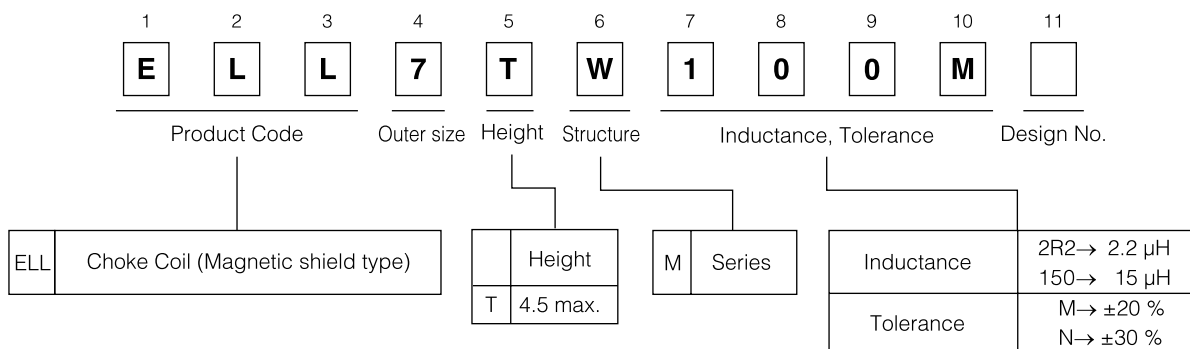 1 2 3 4 5 6 7 8 9 10 11
E L L 7 T W 1 0 0 M
Product Code Outer size Height Structure Inductance, Tolerance Design No.
ELL Choke Coil (Magnetic shield type)
Height
T 4.5 max.
M Series
Inductance 2R2→ 2.2 µH
150→ 15 µH
Tolerance M→ ±20 %
N→ ±30 %